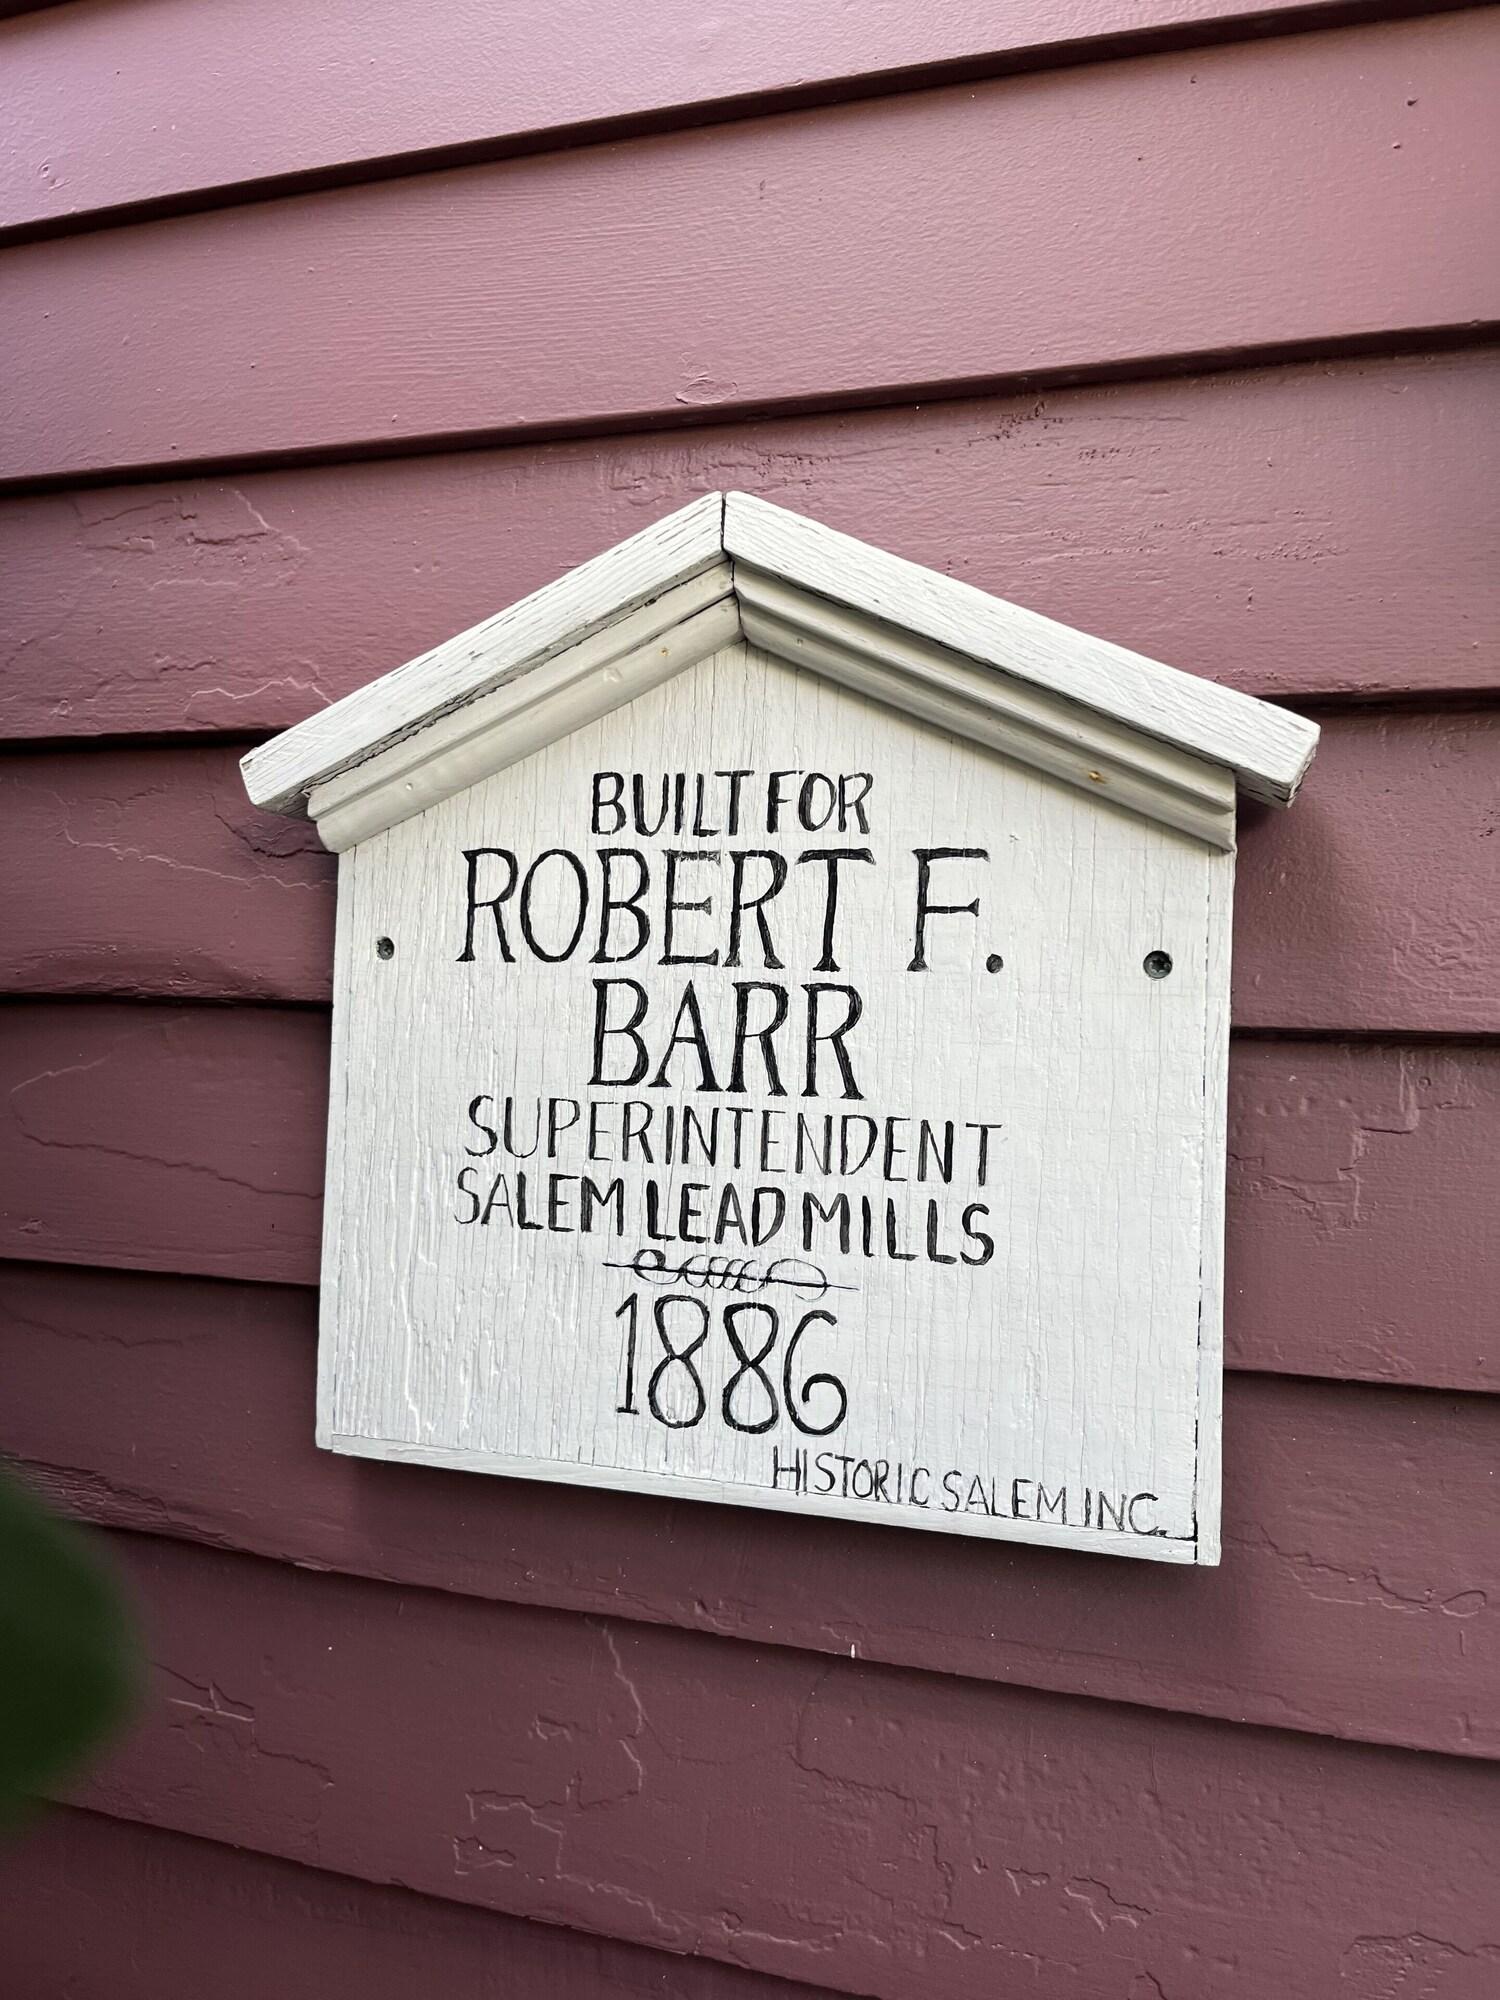 BUILT FOR
ROBERT F.
BARR
SUPERINTENDENT
SALEM LEAD MILLS
1886
HISTORIC SALEM INC.